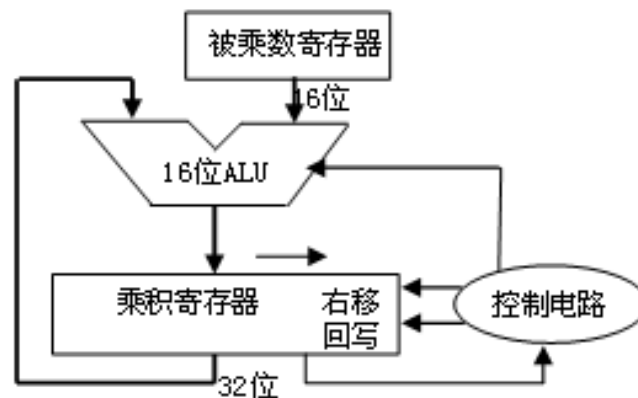 被乘数寄存器
16位
16位ALU
乘积寄存器
右移
回写
控制电路
32位